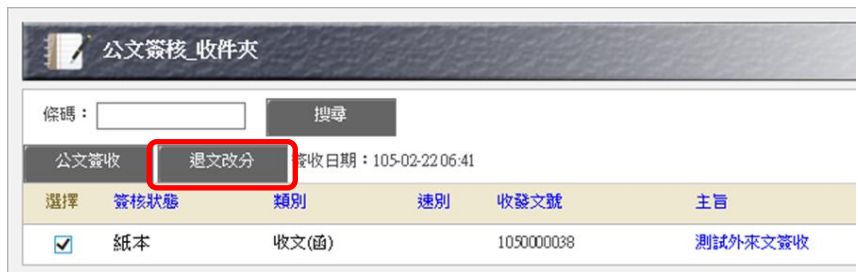 公文簽核_收件夾
條碼： 搜尋
公文簽收 退文改分 簽收日期：105-02-22 06:41
選擇 簽核狀態 類別 速別 收發文號 主旨
紙本 收文(函) 1050000038 測試外來文簽收